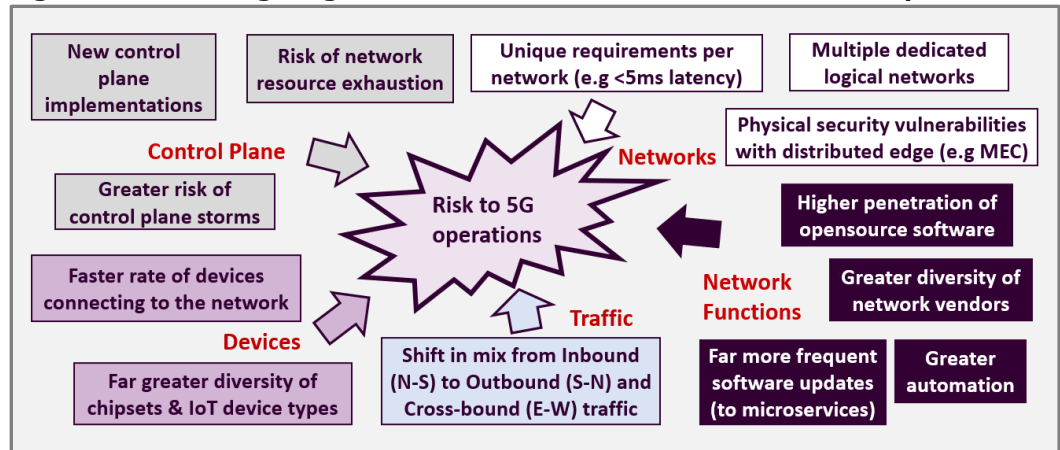 New control
plane
implementations
Risk of network
resource exhaustion
Unique requirements per
network (e.g <5ms latency)
Multiple dedicated
logical networks
Control Plane
Networks
Physical security vulnerabilities
with distributed edge (e.g MEC)
Greater risk of
control plane storms
Risk to 5G
operations
Higher penetration of
opensource software
Faster rate of devices
connecting to the network
Network
Functions
Greater diversity of
network vendors
Devices
Traffic
Far greater diversity of
chipsets & IoT device types
Shift in mix from Inbound
(N-S) to Outbound (S-N) and
Cross-bound (E-W) traffic
Far more frequent
software updates
(to microservices)
Greater
automation